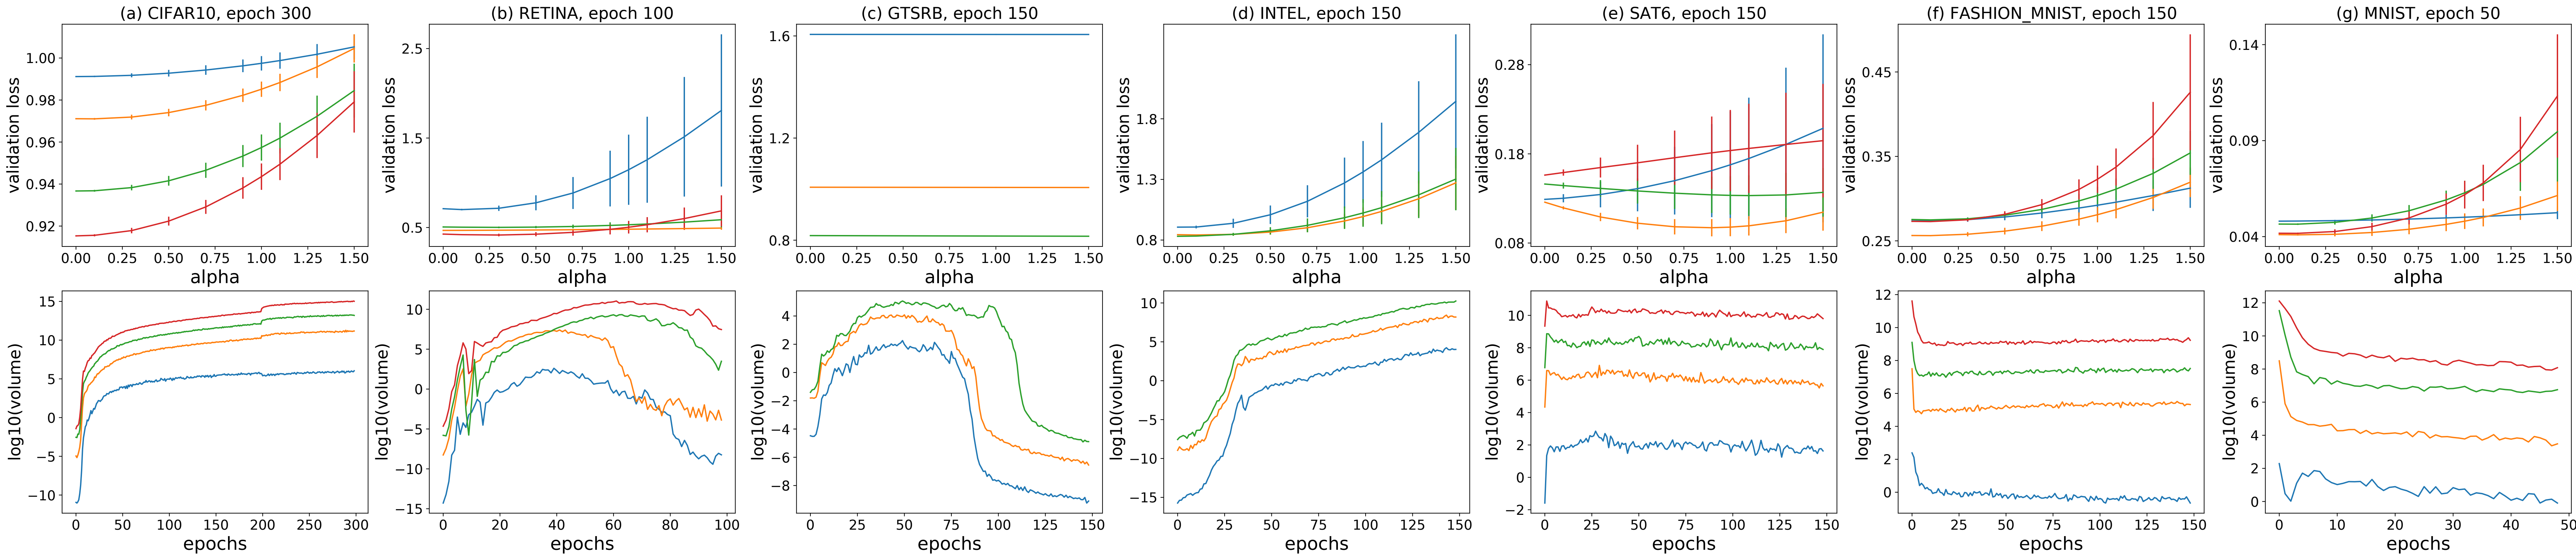 (a) CIFAR10, epoch 300
validation loss
1.00
0.98
0.96
0.94
0.92
0.00 0.25 0.50 0.75 1.00 1.25 1.50
alpha
(b) RETINA, epoch 100
validation loss
2.5
1.5
0.5
0.00 0.25 0.50 0.75 1.00 1.25 1.50
alpha
(c) GTSRB, epoch 150
validation loss
1.6
1.2
0.8
0.00 0.25 0.50 0.75 1.00 1.25 1.50
alpha
(d) INTEL, epoch 150
validation loss
1.8
1.3
0.8
0.00 0.25 0.50 0.75 1.00 1.25 1.50
alpha
(e) SAT6, epoch 150
validation loss
0.28
0.18
0.08
0.00 0.25 0.50 0.75 1.00 1.25 1.50
alpha
(f) FASHION_MNIST, epoch 150
validation loss
0.45
0.35
0.25
0.00 0.25 0.50 0.75 1.00 1.25 1.50
alpha
(g) MNIST, epoch 50
validation loss
0.14
0.09
0.04
0.00 0.25 0.50 0.75 1.00 1.25 1.50
alpha
log10(volume)
15
10
5
0
−5
−10
0 50 100 150 200 250 300
epochs
log10(volume)
10
5
0
−5
−10
−15
0 20 40 60 80 100
epochs
log10(volume)
4
2
0
−2
−4
−6
−8
0 25 50 75 100 125 150
epochs
log10(volume)
10
5
0
−5
−10
−15
0 25 50 75 100 125 150
epochs
log10(volume)
10
8
6
4
2
0
−2
0 25 50 75 100 125 150
epochs
log10(volume)
12
10
8
6
4
2
0
0 25 50 75 100 125 150
epochs
log10(volume)
12
10
8
6
4
2
0
0 10 20 30 40 50
epochs